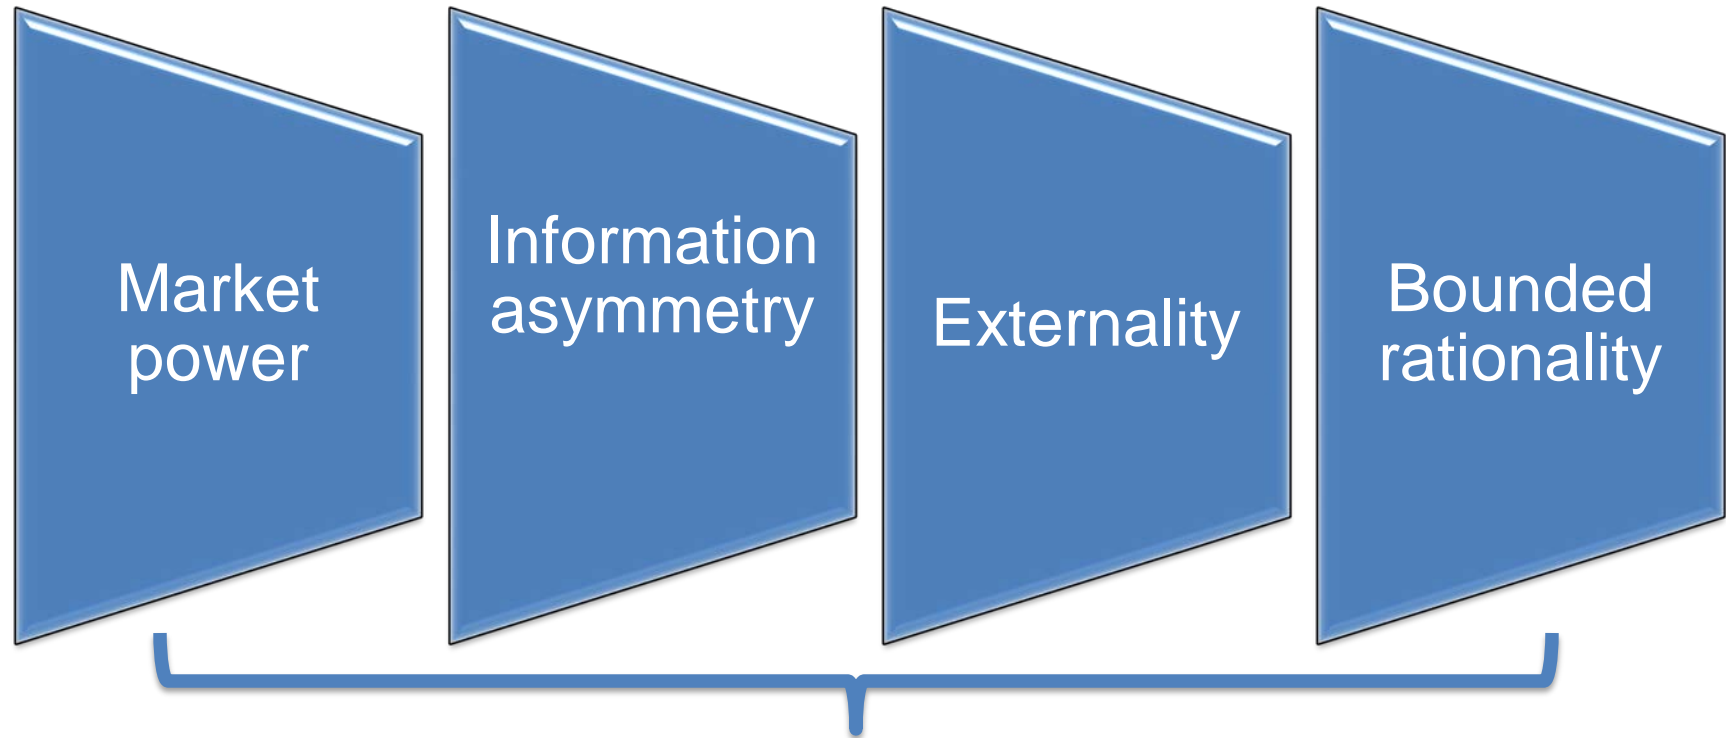 Market
power
Information
asymmetry
Externality
Bounded
rationality